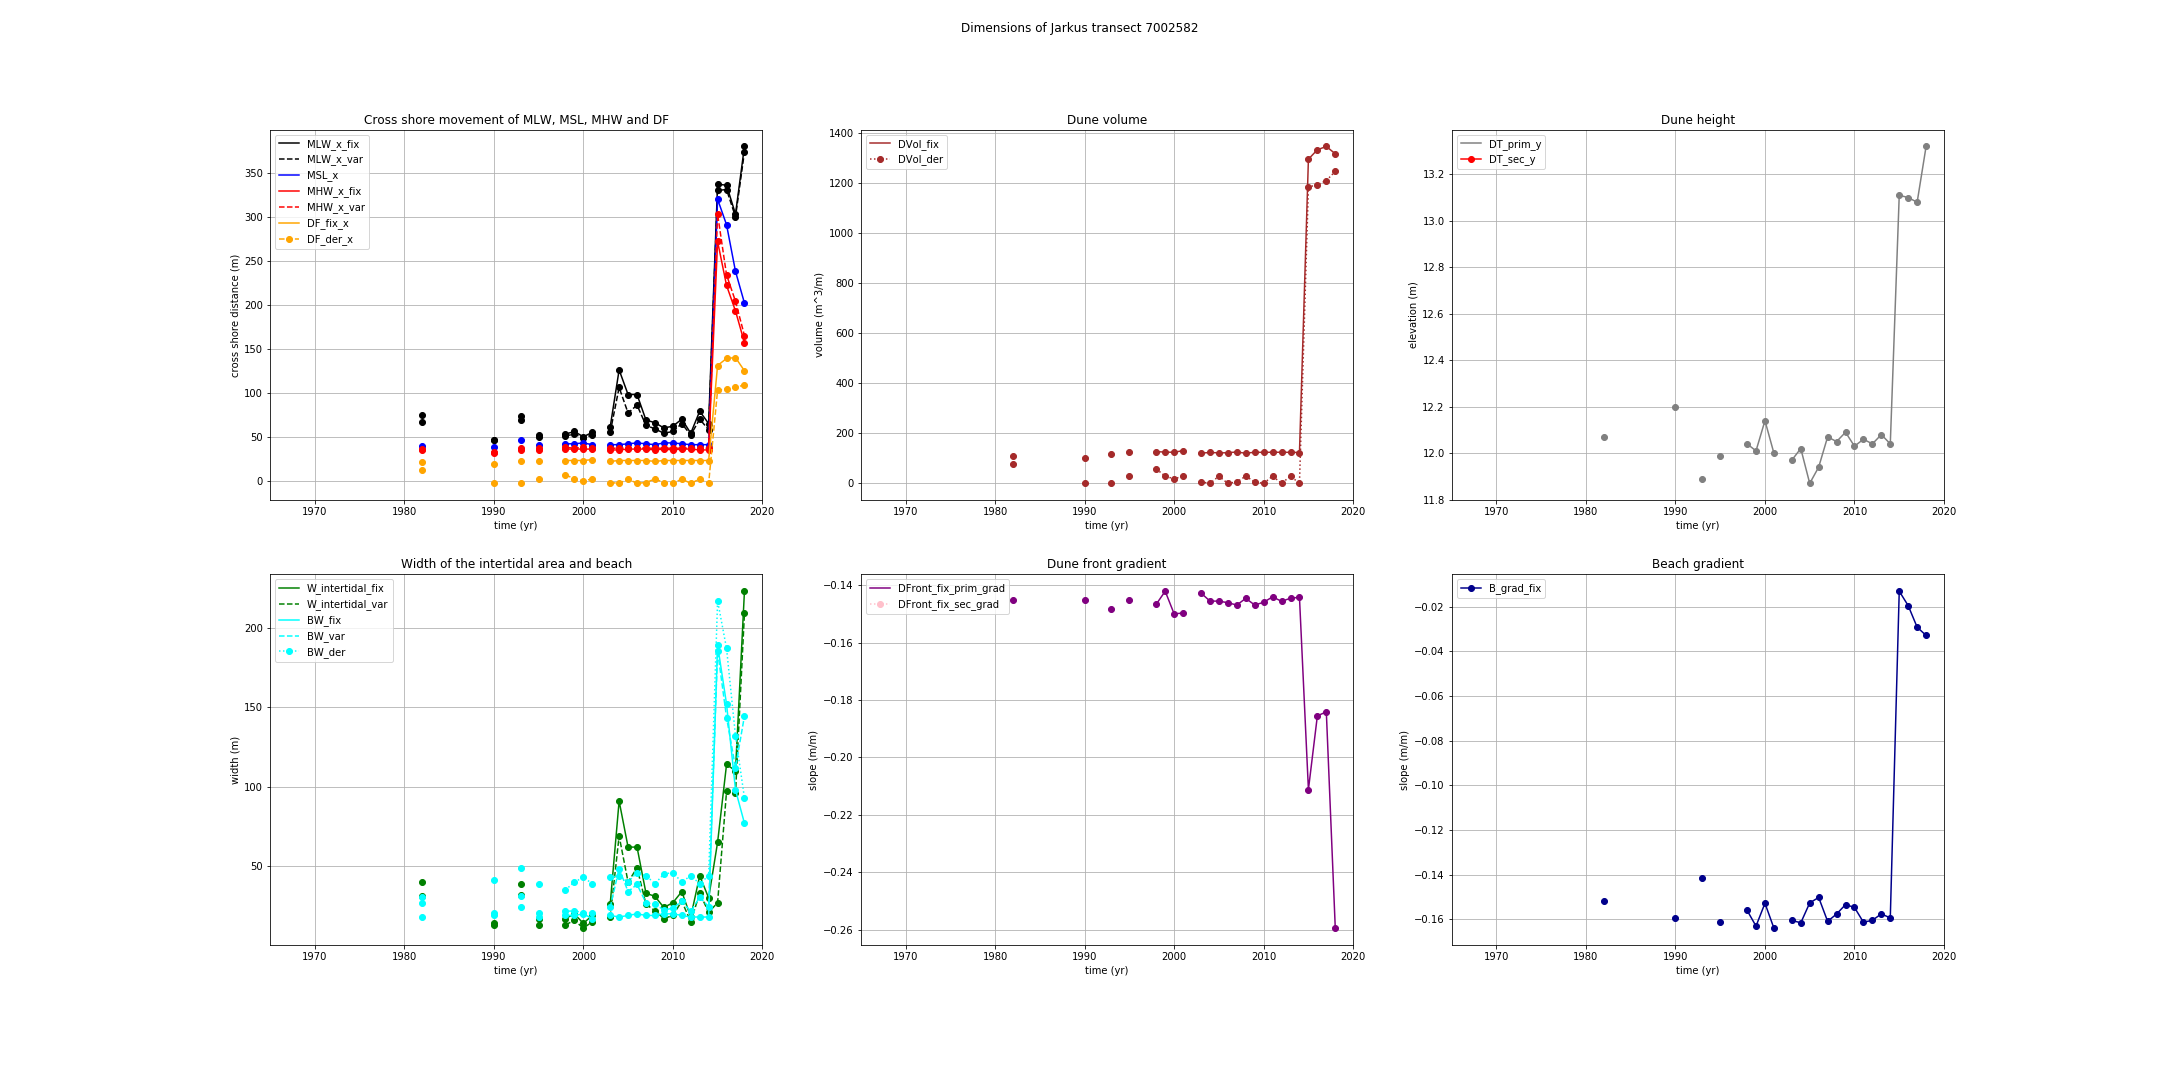 Dimensions of Jarkus transect 7002582
Cross shore movement of MLW, MSL, MHW and DF
MLW_x_fix
MLW_x_var
MSL_x
MHW_x_fix
MHW_x_var
DF_fix_x
DF_der_x
cross shore distance (m)
350
300
250
200
150
100
50
0
1970 1980 1990 2000 2010 2020
time (yr)
Dune volume
DVol_fix
DVol_der
volume (m^3/m)
1400
1200
1000
800
600
400
200
0
1970 1980 1990 2000 2010 2020
time (yr)
Dune height
DT_prim_y
DT_sec_y
elevation (m)
13.2
13.0
12.8
12.6
12.4
12.2
12.0
11.8
1970 1980 1990 2000 2010 2020
time (yr)
Width of the intertidal area and beach
W_intertidal_fix
W_intertidal_var
BW_fix
BW_var
BW_der
width (m)
200
150
100
50
1970 1980 1990 2000 2010 2020
time (yr)
Dune front gradient
DFront_fix_prim_grad
DFront_fix_sec_grad
slope (m/m)
−0.14
−0.16
−0.18
−0.20
−0.22
−0.24
−0.26
1970 1980 1990 2000 2010 2020
time (yr)
Beach gradient
B_grad_fix
slope (m/m)
−0.02
−0.04
−0.06
−0.08
−0.10
−0.12
−0.14
−0.16
1970 1980 1990 2000 2010 2020
time (yr)